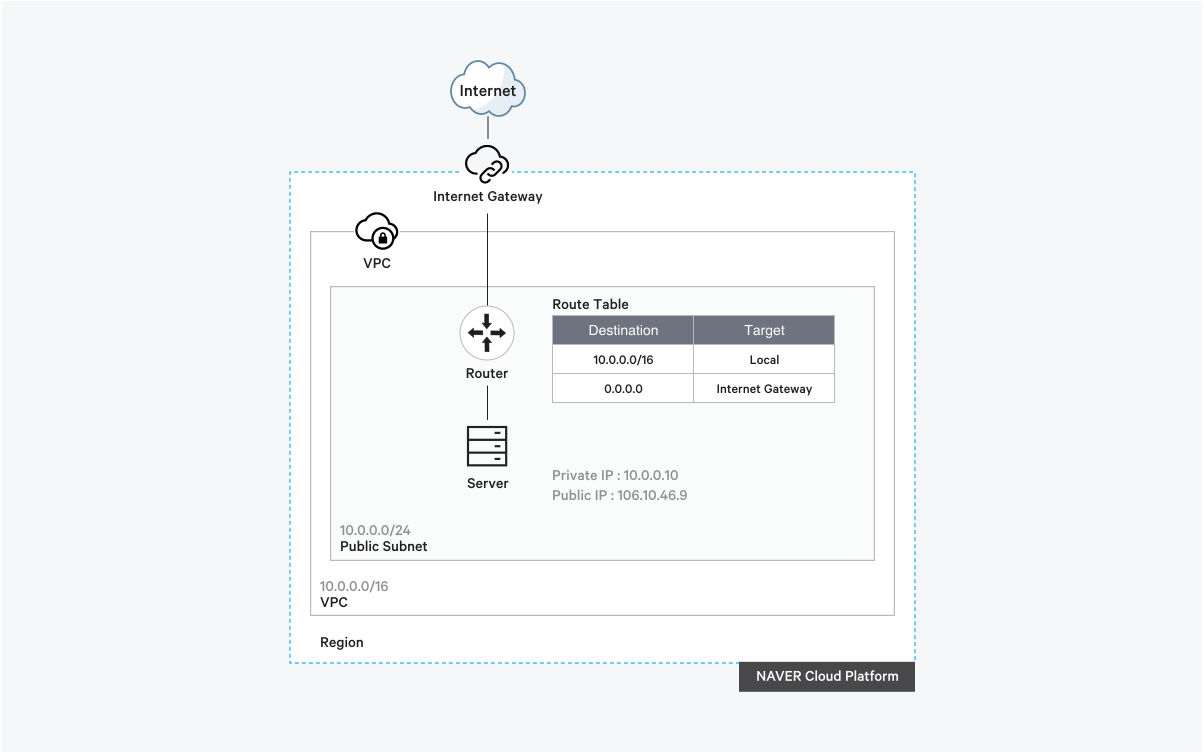 Internet
Internet Gateway
VPC
Route Table
Destination Target
10.0.0.0/16 Local
0.0.0.0 Internet Gateway
Router
Server
Private IP : 10.0.0.10
Public IP : 106.10.46.9
10.0.0.0/24
Public Subnet
10.0.0.0/16
VPC
Region
NAVER Cloud Platform